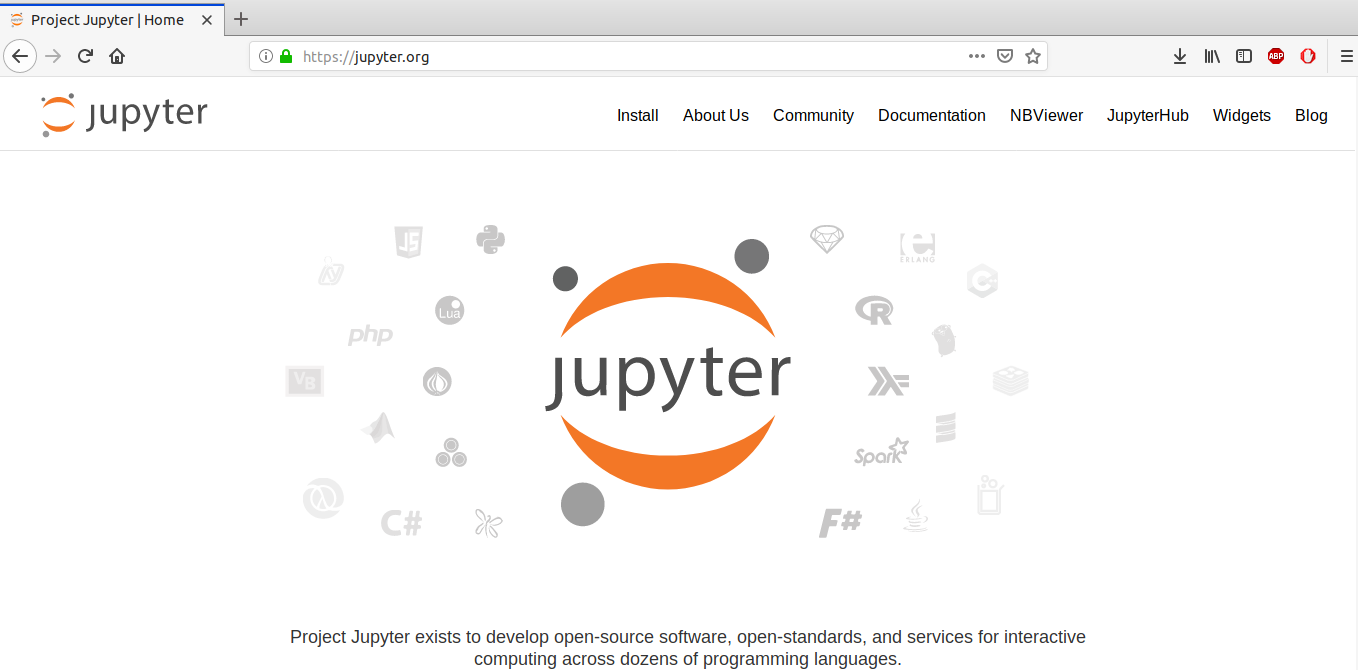 Project Jupyter | Home
https://jupyter.org
ABP
jupyter
Install About Us Community Documentation NBViewer JupyterHub Widgets Blog
JS
ERLANG
C++
Lua
R
php
jupyter
VB
Spark
C#
F#
Project Jupyter exists to develop open-source software, open-standards, and services for interactive
computing across dozens of programming languages.